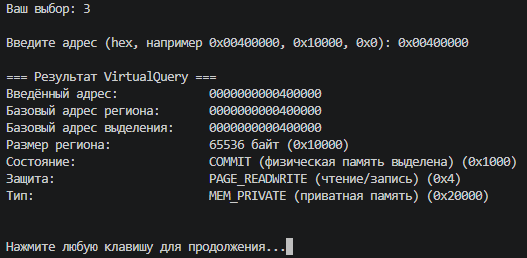 Ваш выбор: 3
Введите адрес (hex, например 0x00400000, 0x10000, 0x0): 0x00400000
=== Результат VirtualQuery ===
Введённый адрес: 0000000000400000
Базовый адрес региона: 0000000000400000
Базовый адрес выделения: 0000000000400000
Размер региона: 65536 байт (0x10000)
Состояние: COMMIT (физическая память выделена) (0x1000)
Защита: PAGE_READWRITE (чтение/запись) (0x4)
Тип: MEM_PRIVATE (приватная память) (0x20000)
Нажмите любую клавишу для продолжения...